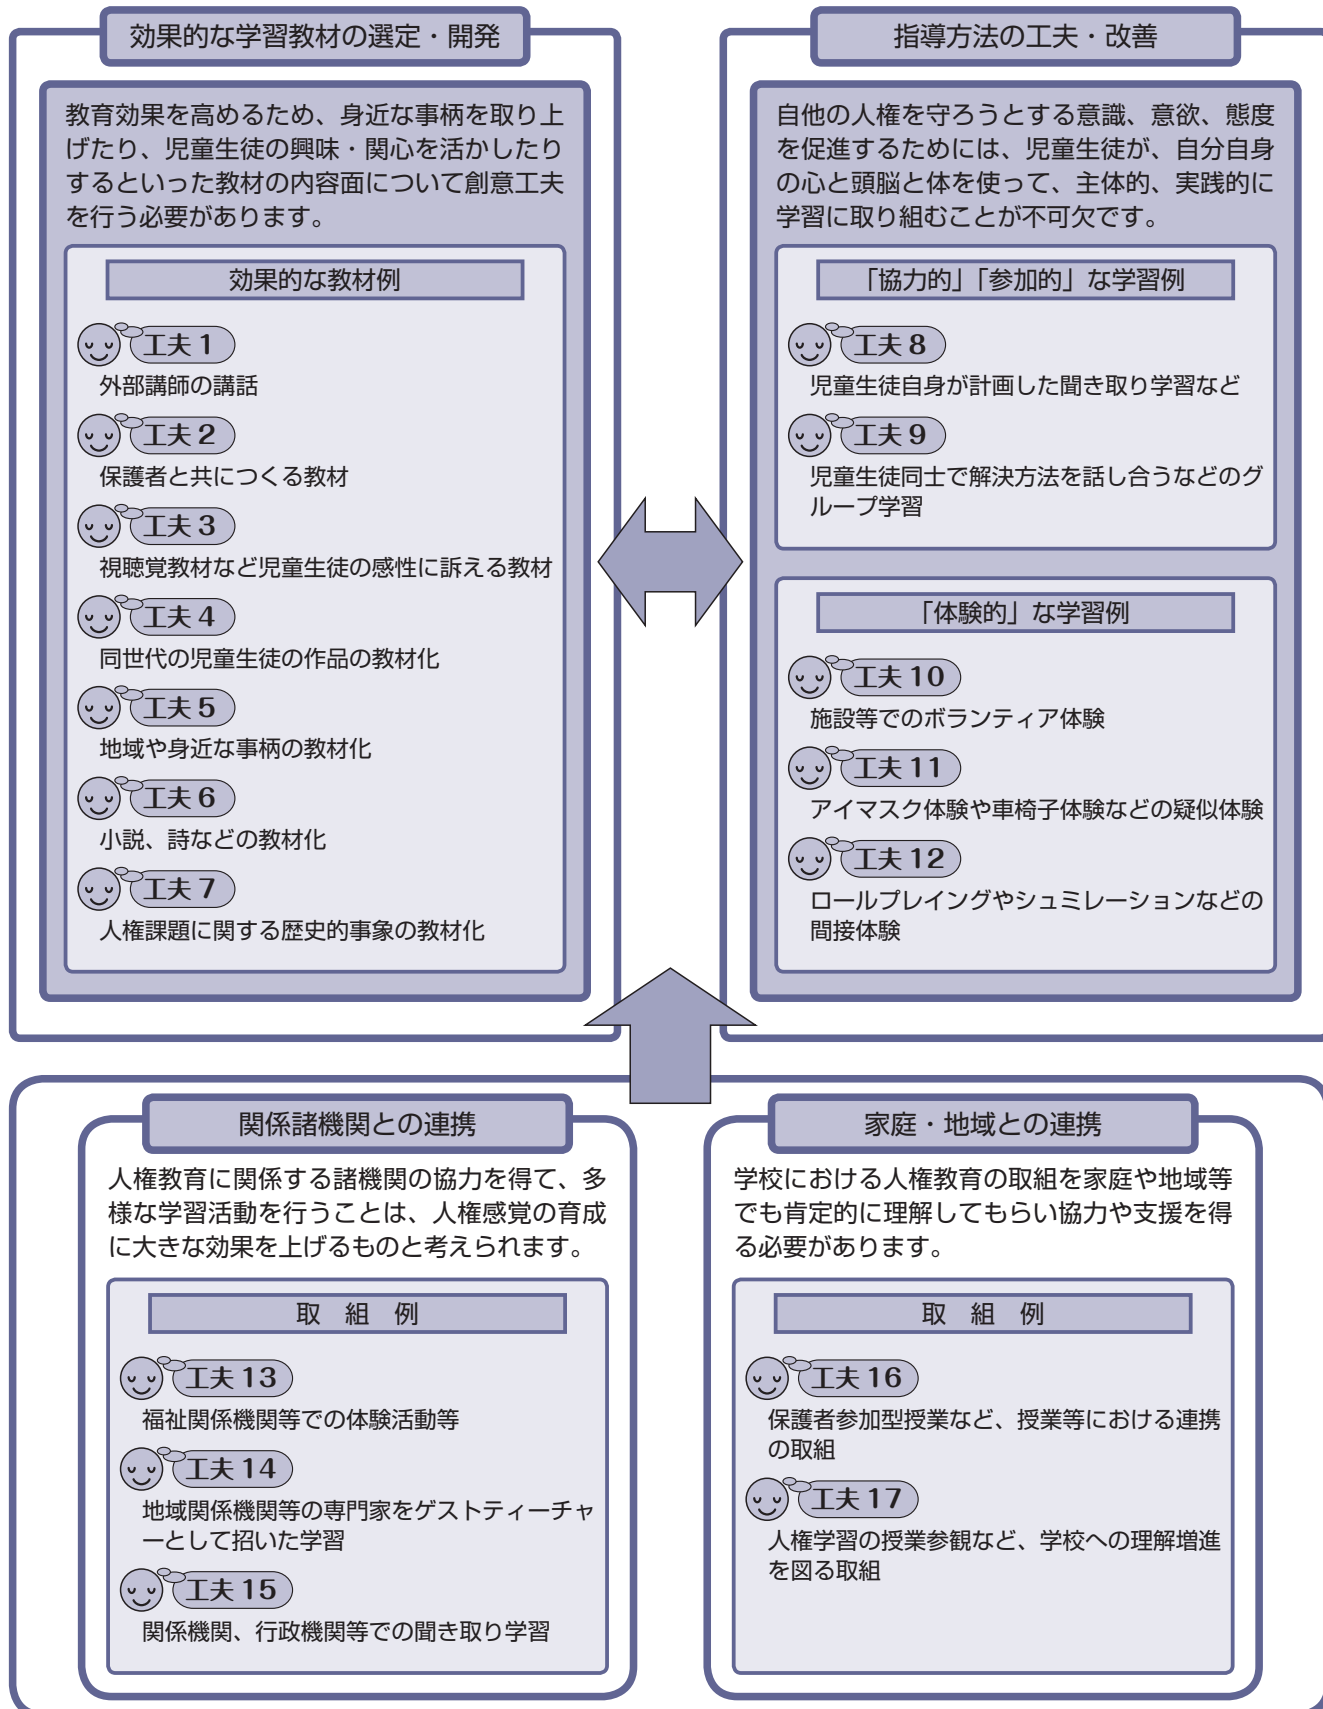 効果的な学習教材の選定・開発
教育効果を高めるため、身近な事柄を取り上
げたり、児童生徒の興味・関心を活かしたり
するといった教材の内容面について創意工夫
を行う必要があります。
効果的な教材例
工夫 1
外部講師の講話
工夫 2
保護者と共につくる教材
工夫 3
視聴覚教材など児童生徒の感性に訴える教材
工夫 4
同世代の児童生徒の作品の教材化
工夫 5
地域や身近な事柄の教材化
工夫 6
小説、詩などの教材化
工夫 7
人権課題に関する歴史的事象の教材化
指導方法の工夫・改善
自他の人権を守ろうとする意識、意欲、態度
を促進するためには、児童生徒が、自分自身
の心と頭脳と体を使って、主体的、実践的に
学習に取り組むことが不可欠です。
「協力的」「参加的」な学習例
工夫 8
児童生徒自身が計画した聞き取り学習など
工夫 9
児童生徒同士で解決方法を話し合うなどのグ
ループ学習
「体験的」な学習例
工夫 10
施設等でのボランティア体験
工夫 11
アイマスク体験や車椅子体験などの疑似体験
工夫 12
ロールプレイングやシュミレーションなどの
間接体験
関係諸機関との連携
人権教育に関係する諸機関の協力を得て、多
様な学習活動を行うことは、人権感覚の育成
に大きな効果を上げるものと考えられます。
取 組 例
工夫 13
福祉関係機関等での体験活動等
工夫 14
地域関係機関等の専門家をゲストティーチャ
ーとして招いた学習
工夫 15
関係機関、行政機関等での聞き取り学習
家庭・地域との連携
学校における人権教育の取組を家庭や地域等
でも肯定的に理解してもらい協力や支援を得
る必要があります。
取 組 例
工夫 16
保護者参加型授業など、授業等における連携
の取組
工夫 17
人権学習の授業参観など、学校への理解増進
を図る取組